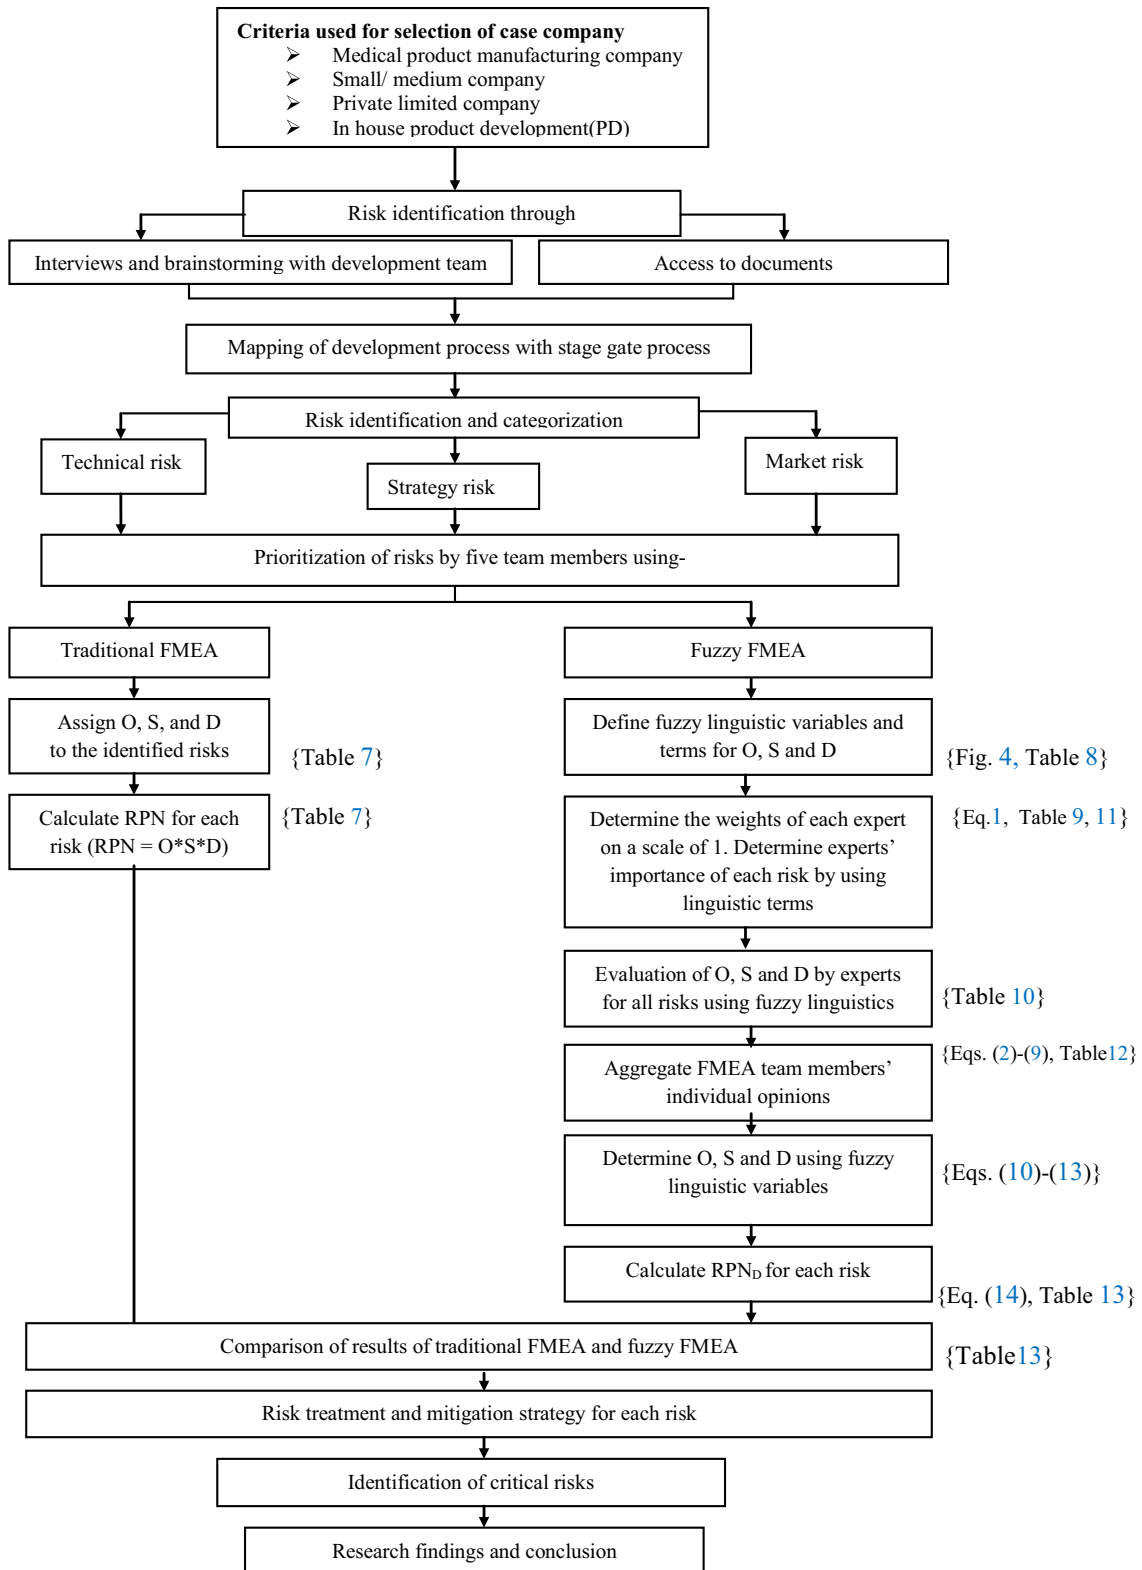 Criteria used for selection of case company
➢ Medical product manufacturing company
➢ Small/ medium company
➢ Private limited company
➢ In house product development(PD)
Risk identification through
Interviews and brainstorming with development team
Access to documents
Mapping of development process with stage gate process
Risk identification and categorization
Technical risk
Strategy risk
Market risk
Prioritization of risks by five team members using-
Traditional FMEA
Fuzzy FMEA
Assign O, S, and D
to the identified risks
{Table 7}
Define fuzzy linguistic variables and
terms for O, S and D
{Fig. 4, Table 8}
Calculate RPN for each
risk (RPN = O*S*D)
{Table 7}
Determine the weights of each expert
on a scale of 1. Determine experts’
importance of each risk by using
linguistic terms
{Eq.1, Table 9, 11}
Evaluation of O, S and D by experts
for all risks using fuzzy linguistics
{Table 10}
Aggregate FMEA team members’
individual opinions
{Eqs. (2)-(9), Table12}
Determine O, S and D using fuzzy
linguistic variables
{Eqs. (10)-(13)}
Calculate RPND for each risk
{Eq. (14), Table 13}
Comparison of results of traditional FMEA and fuzzy FMEA
{Table13}
Risk treatment and mitigation strategy for each risk
Identification of critical risks
Research findings and conclusion